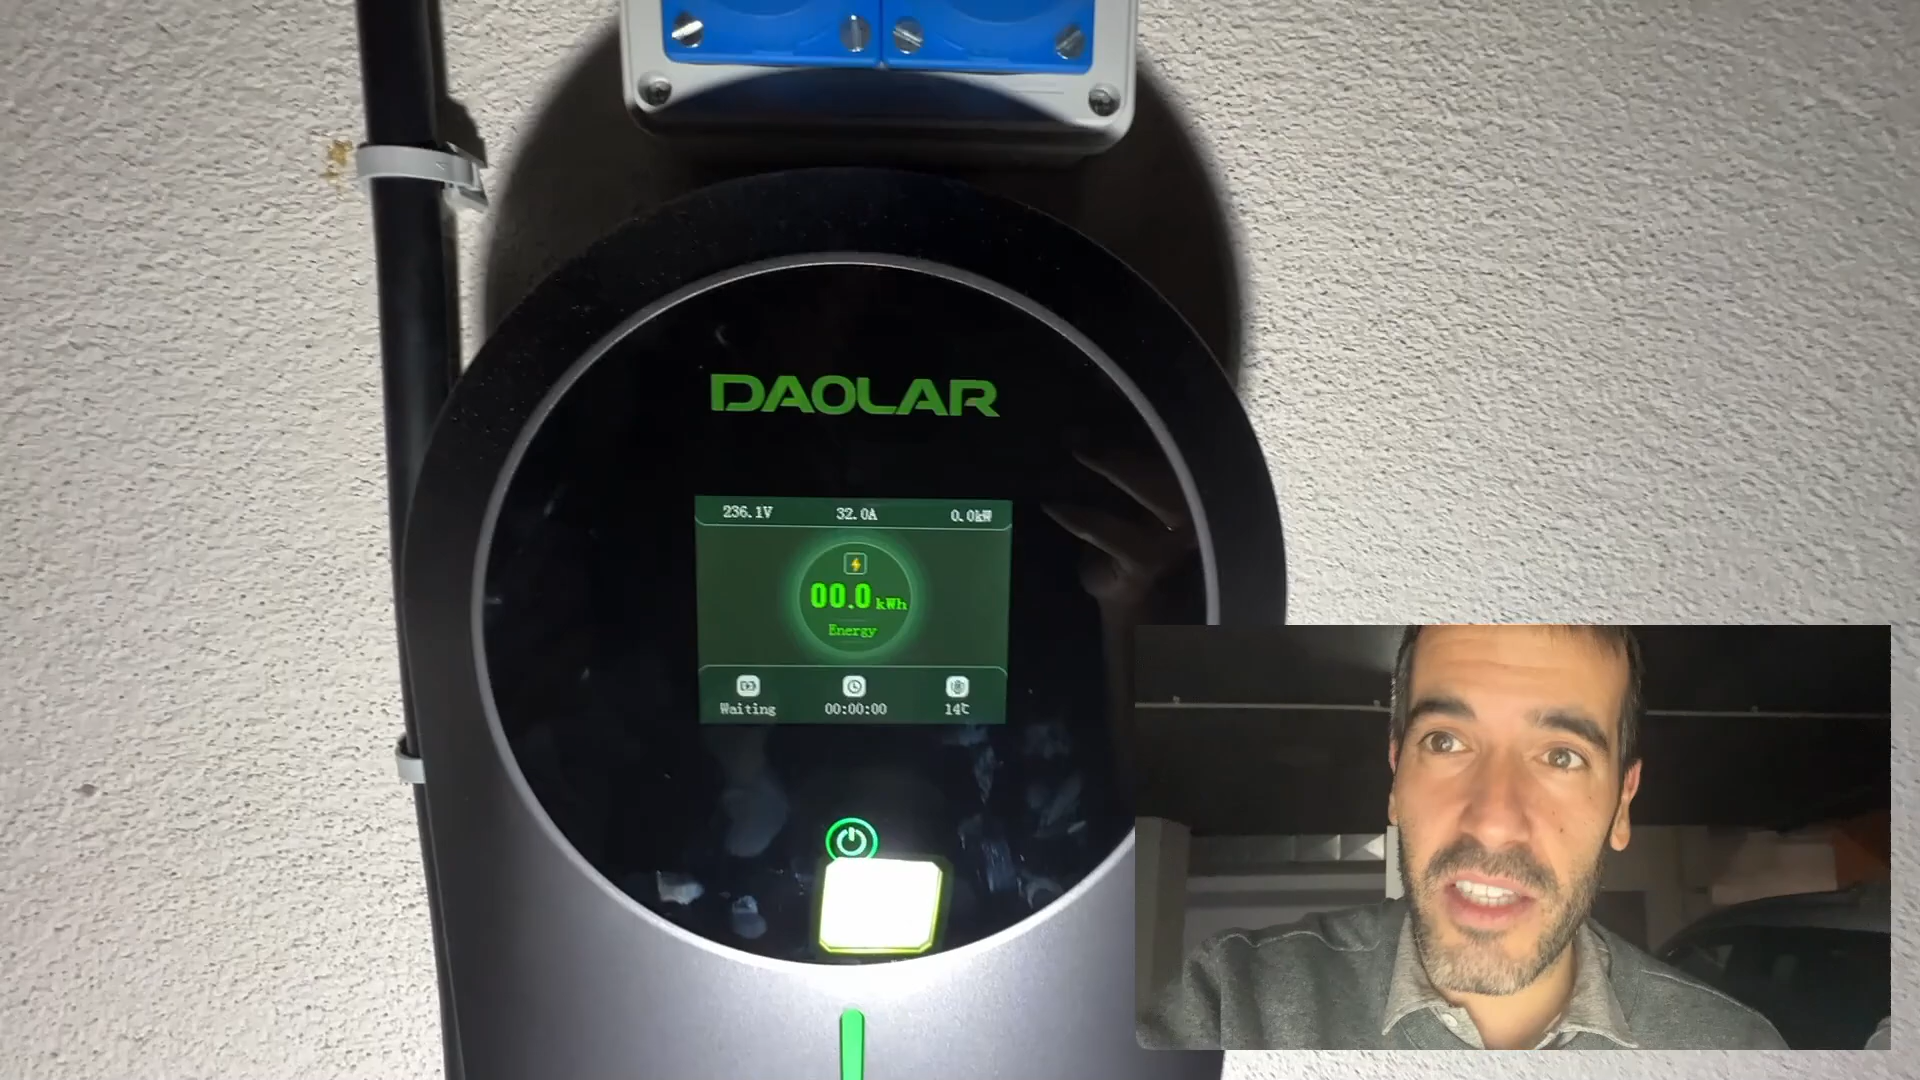 DAOLAR
236.1V 32.0A 0.0kW
00.0 kWh
Energy
Waiting 00:00:00 14℃